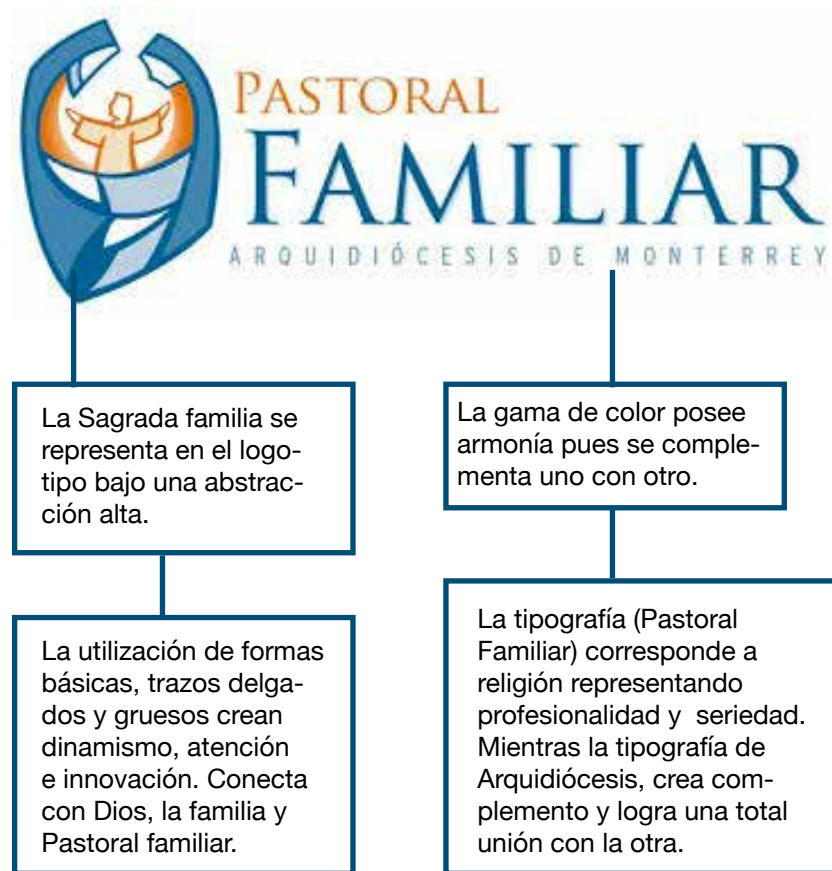 PASTORAL
FAMILIAR
ARQUIDIÓCESIS DE MONTERREY
La Sagrada familia se
representa en el logo-
tipo bajo una abstrac-
ción alta.
La utilización de formas
básicas, trazos delga-
dos y gruesos crean
dinamismo, atención
e innovación. Conecta
con Dios, la familia y
Pastoral familiar.
La gama de color posee
armonía pues se comple-
menta uno con otro.
La tipografía (Pastoral
Familiar) corresponde a
religión representando
profesionalidad y  seriedad.
Mientras la tipografía de
Arquidiócesis, crea com-
plemento y logra una total
unión con la otra.